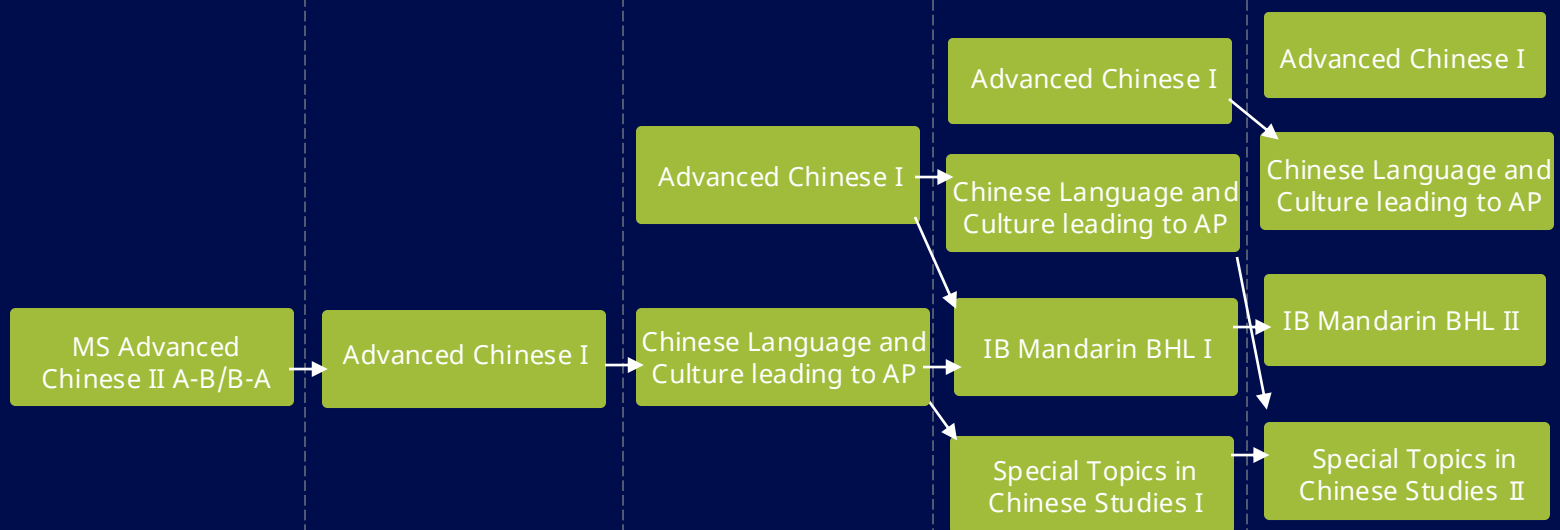 MS Advanced
Chinese II A-B/B-A
Advanced Chinese I
Advanced Chinese I
Chinese Language and
Culture leading to AP
Advanced Chinese I
Chinese Language and
Culture leading to AP
IB Mandarin BHL I
Special Topics in
Chinese Studies I
Advanced Chinese I
Chinese Language and
Culture leading to AP
IB Mandarin BHL II
Special Topics in
Chinese Studies II